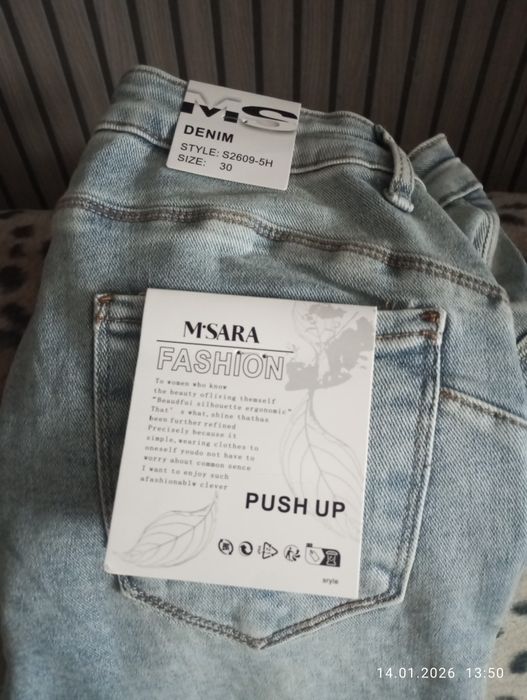 MS
DENIM
STYLE: S2609-5H
SIZE: 30
M·SARA
FASHION
To women who know
the beauty ofliving themself
"Beaudful silhouette ergonomic"
That' s what, shine thathas
been further refined
Precisely because it
simple, wearing clothes to
oneself youdo not have to
worry about common sence
I want to enjoy such
afashionablw clever
PUSH UP
sryle
14.01.2026 13:50